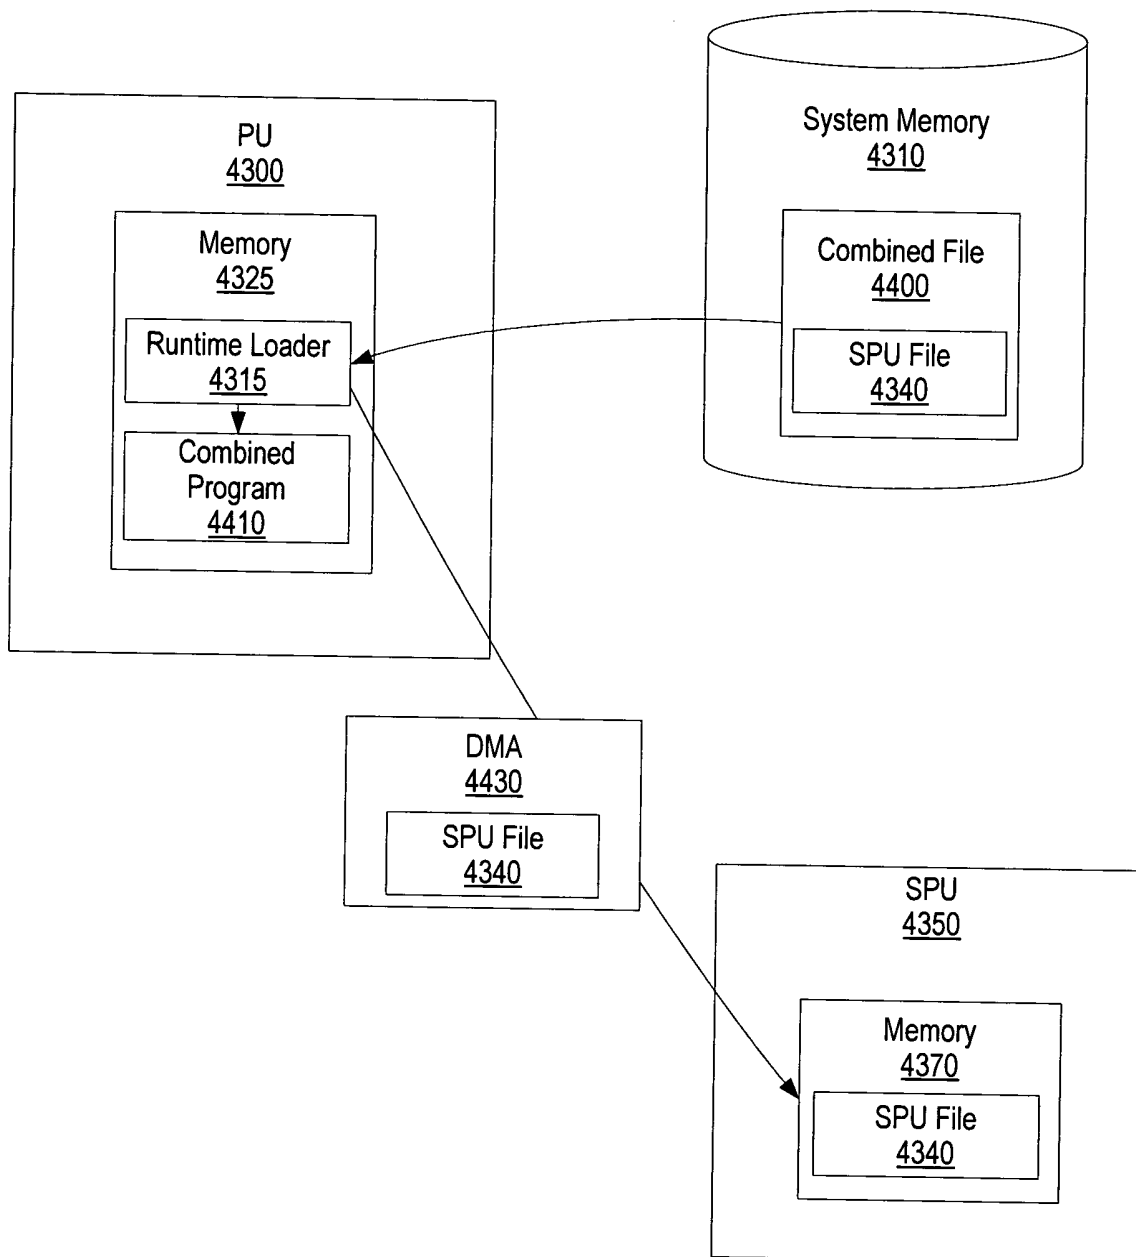 PU
4300
Memory
4325
Runtime Loader
4315
Combined
Program
4410
System Memory
4310
Combined File
4400
SPU File
4340
DMA
4430
SPU File
4340
SPU
4350
Memory
4370
SPU File
4340